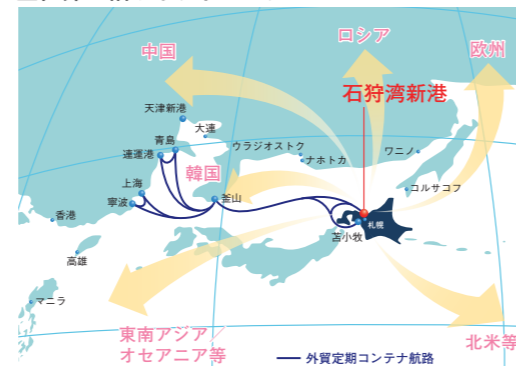 中国
ロシア
欧州
石狩湾新港
天津新港
大連
青島
連運港
ウラジオストク
ナホトカ
ワニノ
韓国
コルサコフ
上海
寧波
釜山
香港
札幌
苫小牧
高雄
マニラ
東南アジア／
オセアニア等
北米等
外貿定期コンテナ航路